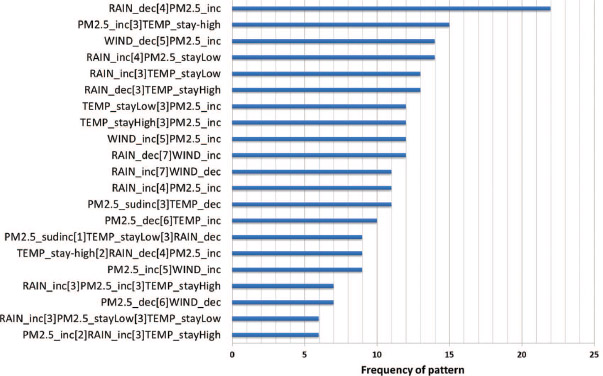 RAIN_dec[4]PM2.5_inc
PM2.5_inc[3]TEMP_stay-high
WIND_dec[5]PM2.5_inc
RAIN_inc[4]PM2.5_stayLow
RAIN_inc[3]TEMP_stayLow
RAIN_dec[3]TEMP_stayHigh
TEMP_stayLow[3]PM2.5_inc
TEMP_stayHigh[3]PM2.5_inc
WIND_inc[5]PM2.5_inc
RAIN_dec[7]WIND_inc
RAIN_inc[7]WIND_dec
RAIN_inc[4]PM2.5_inc
PM2.5_sudinc[3]TEMP_dec
PM2.5_dec[6]TEMP_inc
PM2.5_sudinc[1]TEMP_stayLow[3]RAIN_dec
TEMP_stay-high[2]RAIN_dec[4]PM2.5_inc
PM2.5_inc[5]WIND_inc
RAIN_inc[3]PM2.5_inc[3]TEMP_stayHigh
PM2.5_dec[6]WIND_dec
RAIN_inc[3]PM2.5_stayLow[3]TEMP_stayLow
PM2.5_inc[2]RAIN_inc[3]TEMP_stayHigh
0 5 10 15 20 25
Frequency of pattern